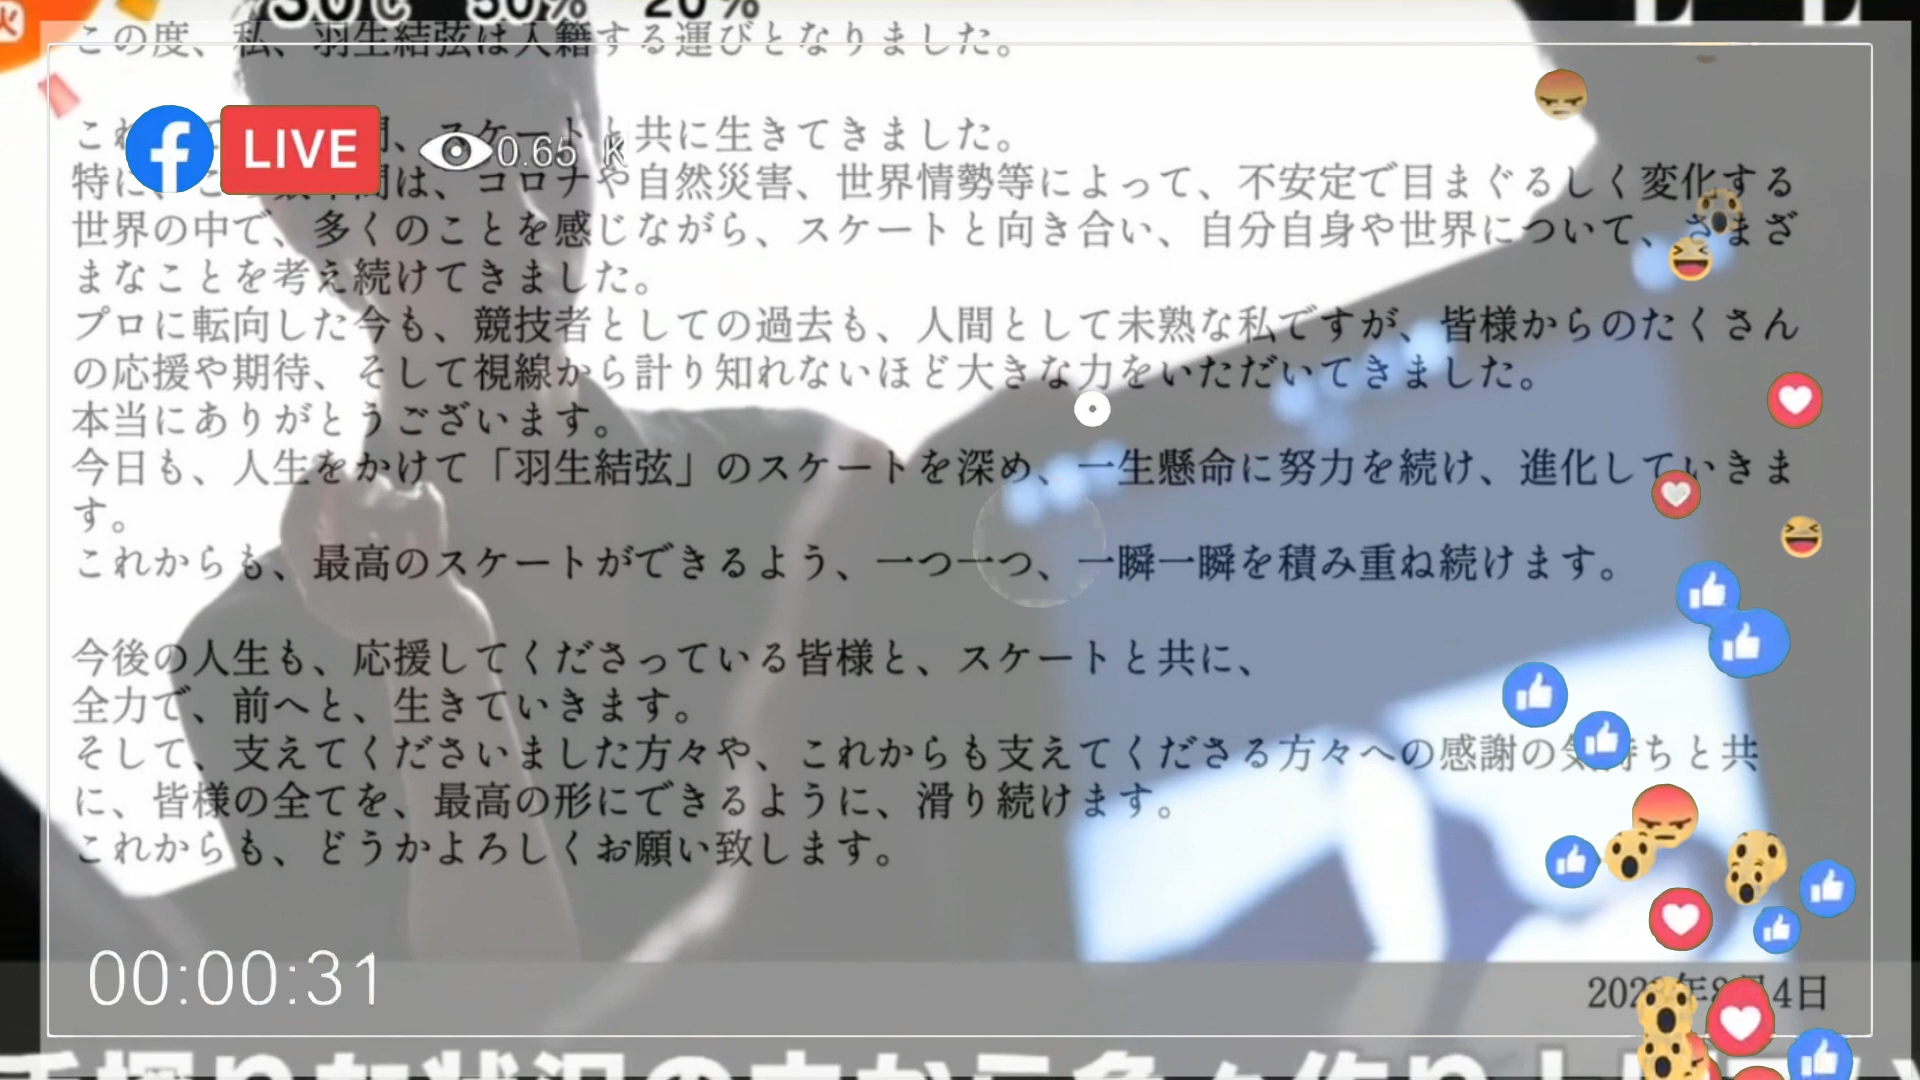 30℃ 50% 20%
この度、私、羽生結弦は入籍する運びとなりました。
LIVE
0.65 K
スケートと共に生きてきました。
は、コロナや自然災害、世界情勢等によって、不安定で目まぐるしく変化する
世界の中で、多くのことを感じながら、スケートと向き合い、自分自身や世界について、さまざ
まなことを考え続けてきました。
プロに転向した今も、競技者としての過去も、人間として未熟な私ですが、皆様からのたくさん
の応援や期待、そして視線から計り知れないほど大きな力をいただいてきました。
本当にありがとうございます。
今日も、人生をかけて「羽生結弦」のスケートを深め、一生懸命に努力を続け、進化していきま
す。
これからも、最高のスケートができるよう、一つ一つ、一瞬一瞬を積み重ね続けます。
今後の人生も、応援してくださっている皆様と、スケートと共に、
全力で、前へと、生きていきます。
そして、支えてくださいました方々や、これからも支えてくださる方々への感謝の気持ちと共
に、皆様の全てを、最高の形にできるように、滑り続けます。
これからも、どうかよろしくお願い致します。
00:00:31
4日